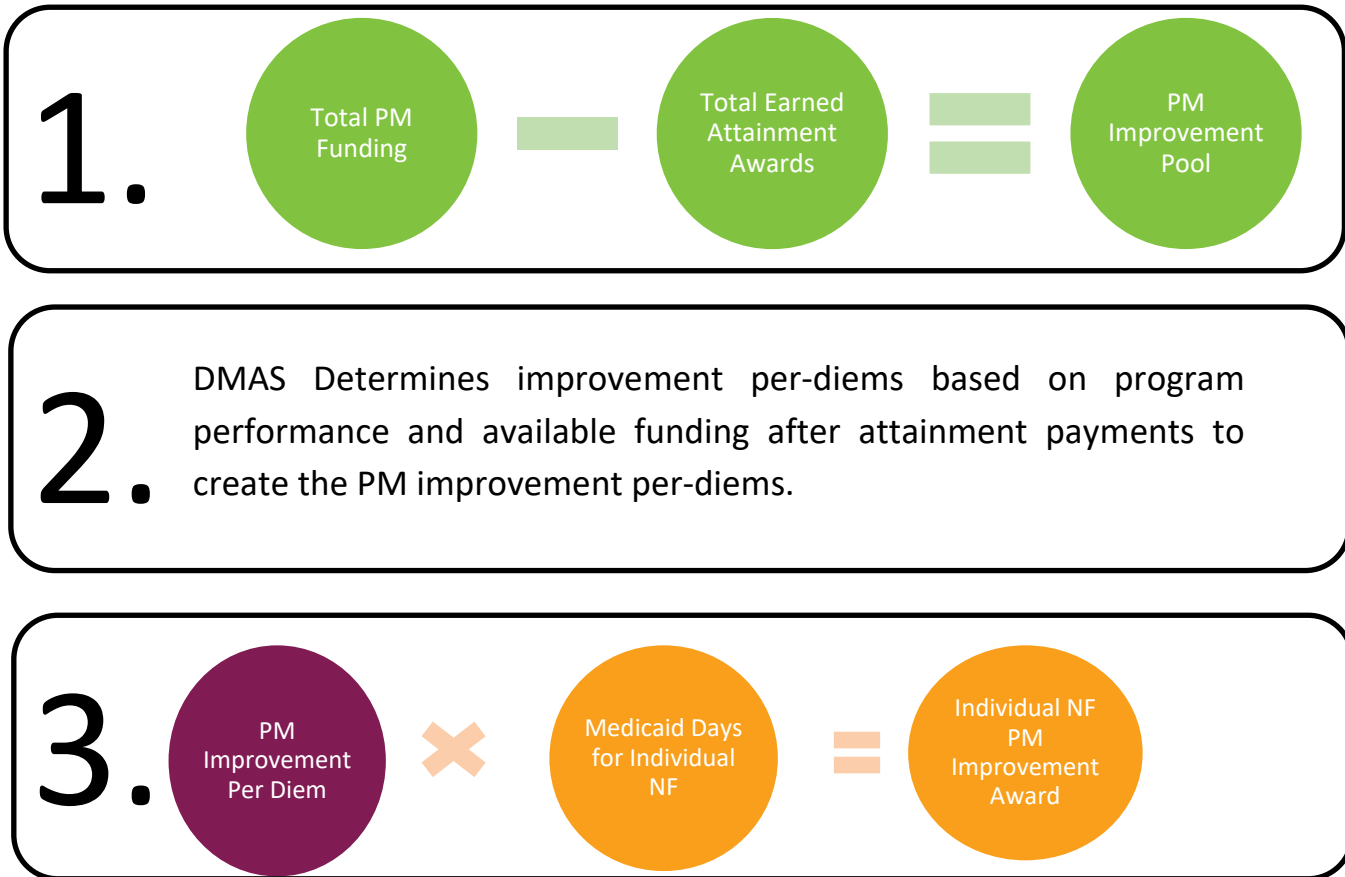 1.
Total PM
Funding
Total Earned
Attainment
Awards
PM
Improvement
Pool
2.
DMAS Determines improvement per-diems based on program
performance and available funding after attainment payments to
create the PM improvement per-diems.
3.
PM
Improvement
Per Diem
Medicaid Days
for Individual
NF
Individual NF
PM
Improvement
Award